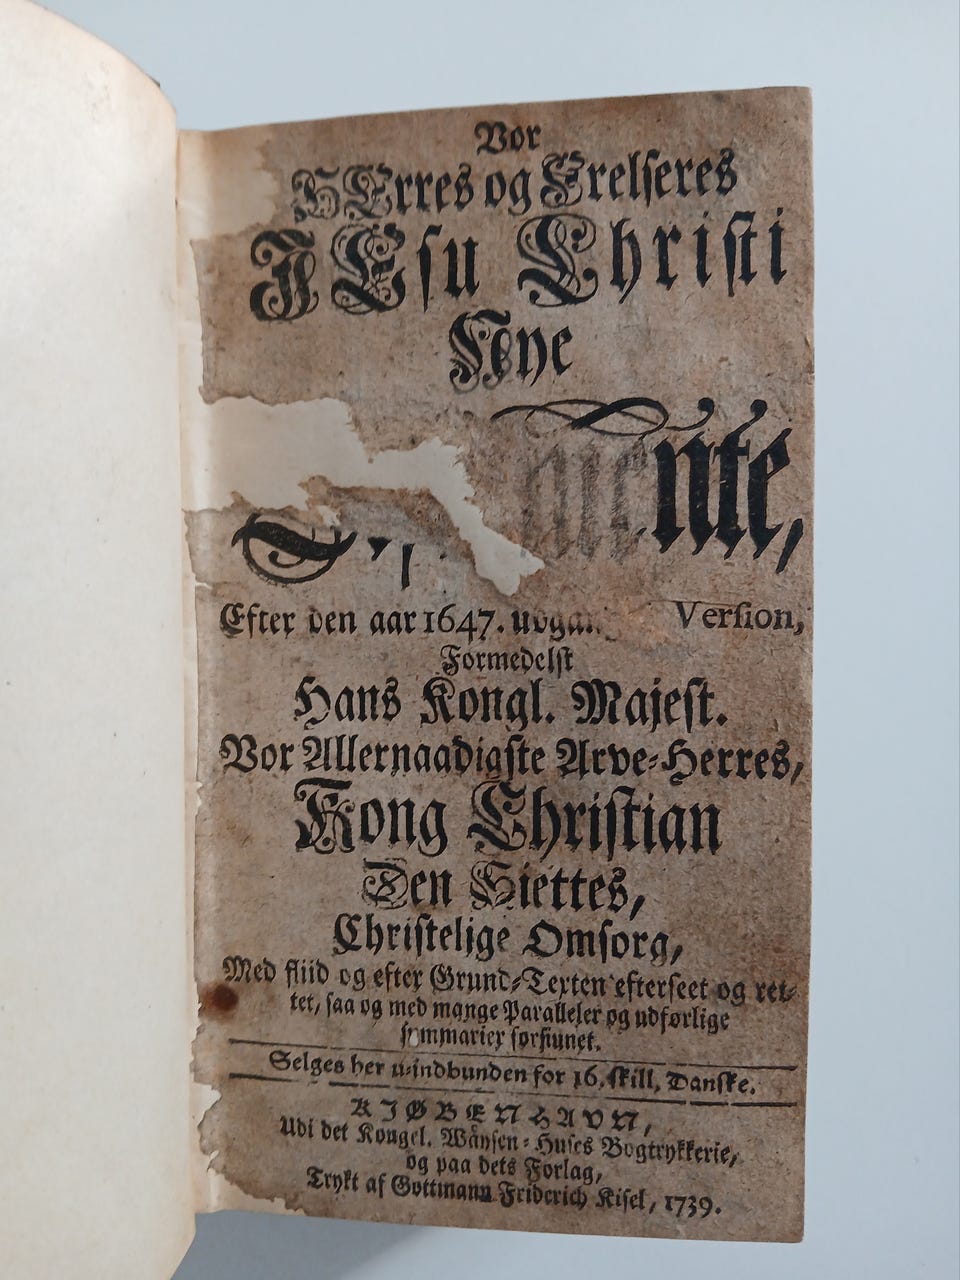 Vor
HErres og Frelseres
JEsu Christi
Nye
mente,
Efter den aar 1647. udgan Version,
Formedelst
Hans Kongl. Majest.
Vor Allernaadigste Arve-Herres,
Kong Christian
Den Siettes,
Christelige Omsorg,
Med fliid og efter Grund-Texten efterseet og ret-
tet, saa og med mange Paralleler og udførlige
summarier forsiunet.
Selges her u-indbunden for 16. skill. Danske.
KJØBENHAVN,
Udi det Kongel. Wäysen-Huses Bogtrykkerie,
og paa dets Forlag,
Trykt af Gottmann Friderich Kisel, 1739.